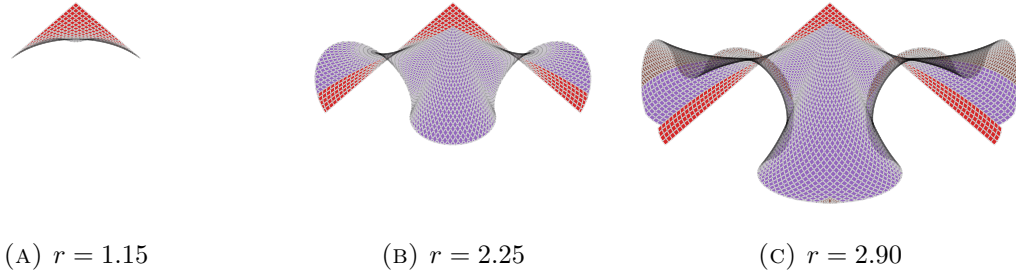 (A) r = 1.15
(B) r = 2.25
(C) r = 2.90